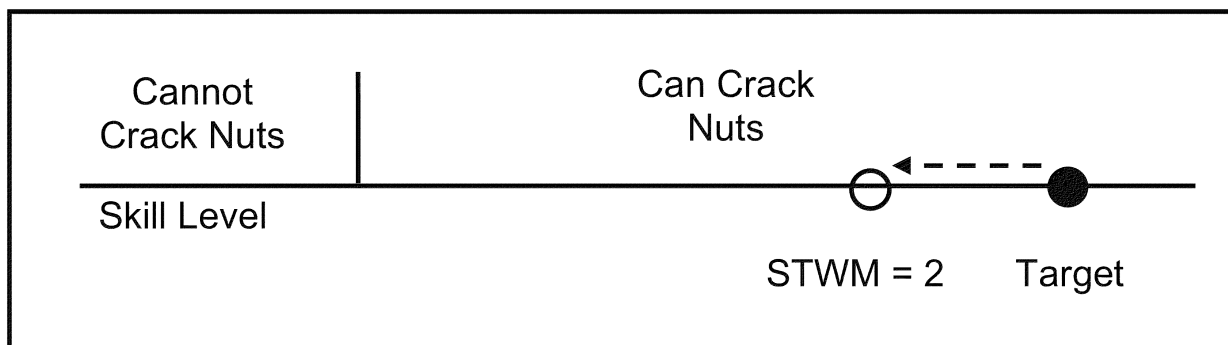 Cannot
Crack Nuts
Can Crack
Nuts
Skill Level
STWM = 2
Target